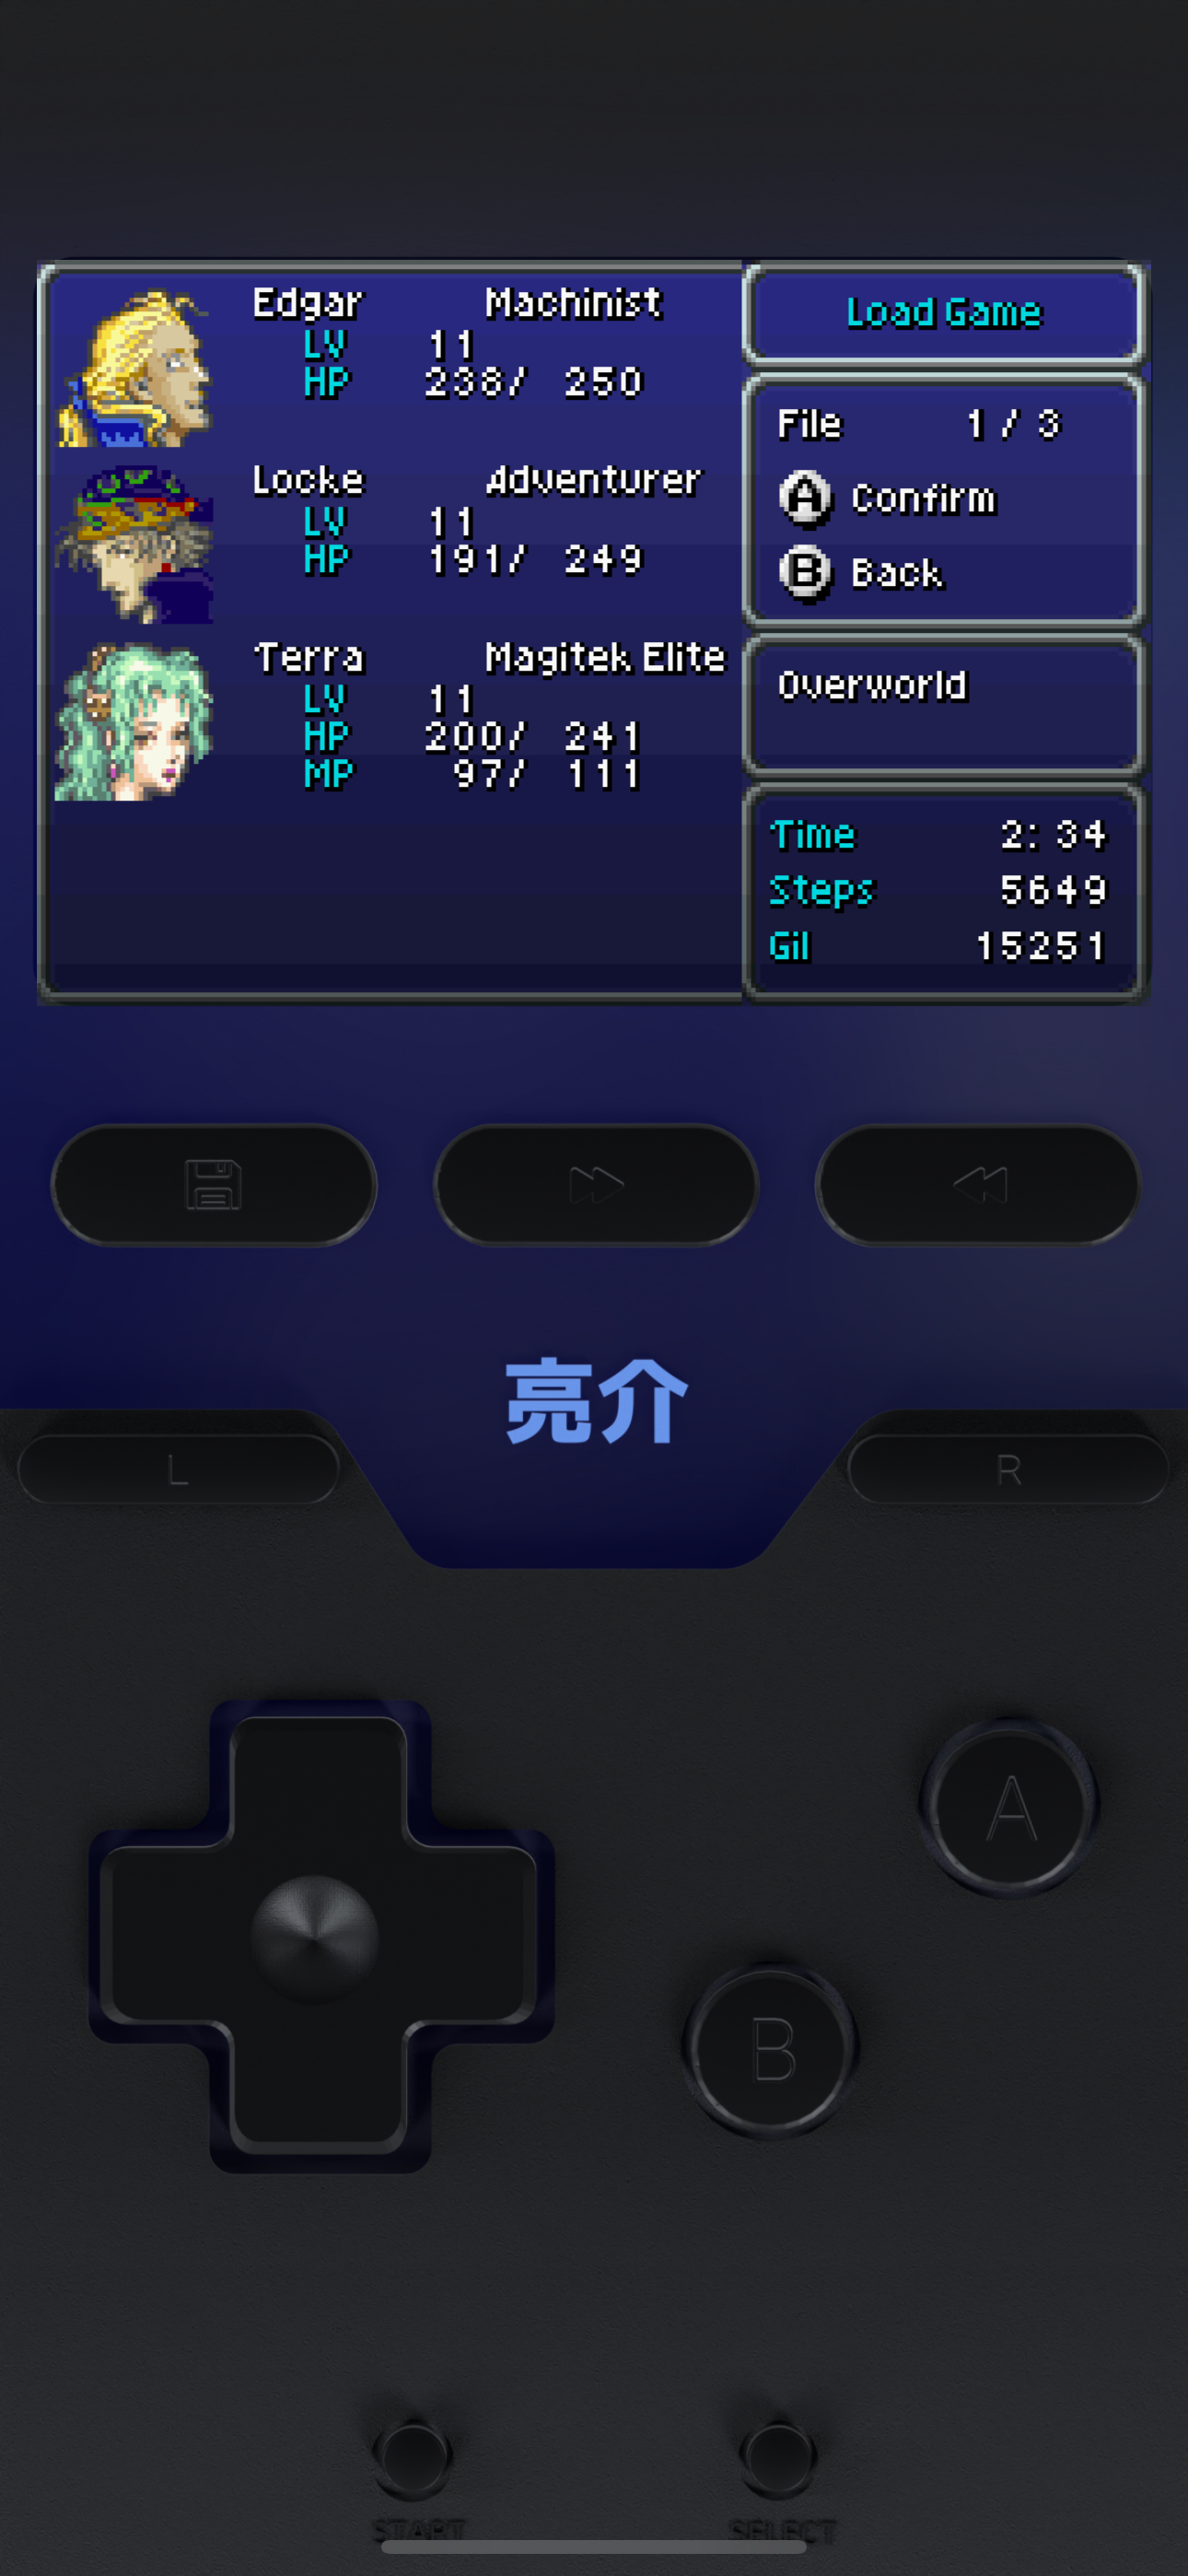 Edgar Machinist
LV 11
HP 238/ 250
Locke Adventurer
LV 11
HP 191/ 249
Terra Magitek Elite
LV 11
HP 200/ 241
MP 97/ 111
Load Game
File 1 / 3
A Confirm
B Back
Overworld
Time 2: 34
Steps 5649
Gil 15251
亮介
L R
A
B
START SELECT